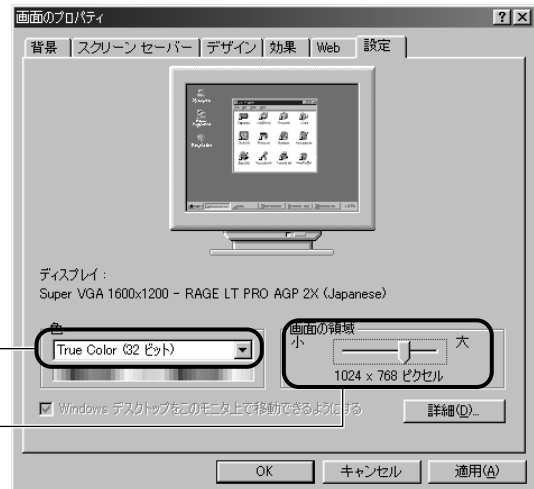 画面のプロパティ
背景 スクリーン セーバー デザイン 効果 Web 設定
ディスプレイ :
Super VGA 1600x1200 - RAGE LT PRO AGP 2X (Japanese)
色
True Color (32 ビット)
画面の領域
小 大
1024 x 768 ピクセル
Windows デスクトップをこのモニタ上で移動できるようにする
詳細(D)...
OK キャンセル 適用(A)